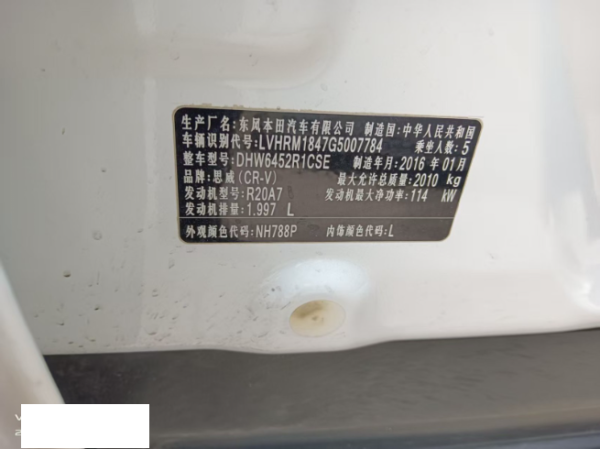 生产厂名:东风本田汽车有限公司 制造国:中华人民共和国
车辆识别代号:LVHRM1847G5007784 乘坐人数:5
整车型号:DHW6452R1CSE 制造年月:2016 年 01月
品牌:思威(CR-V) 最大允许总质量:2010 kg
发动机型号:R20A7 发动机最大净功率:114 kW
发动机排量:1.997 L
外观颜色代码:NH788P 内饰颜色代码:L